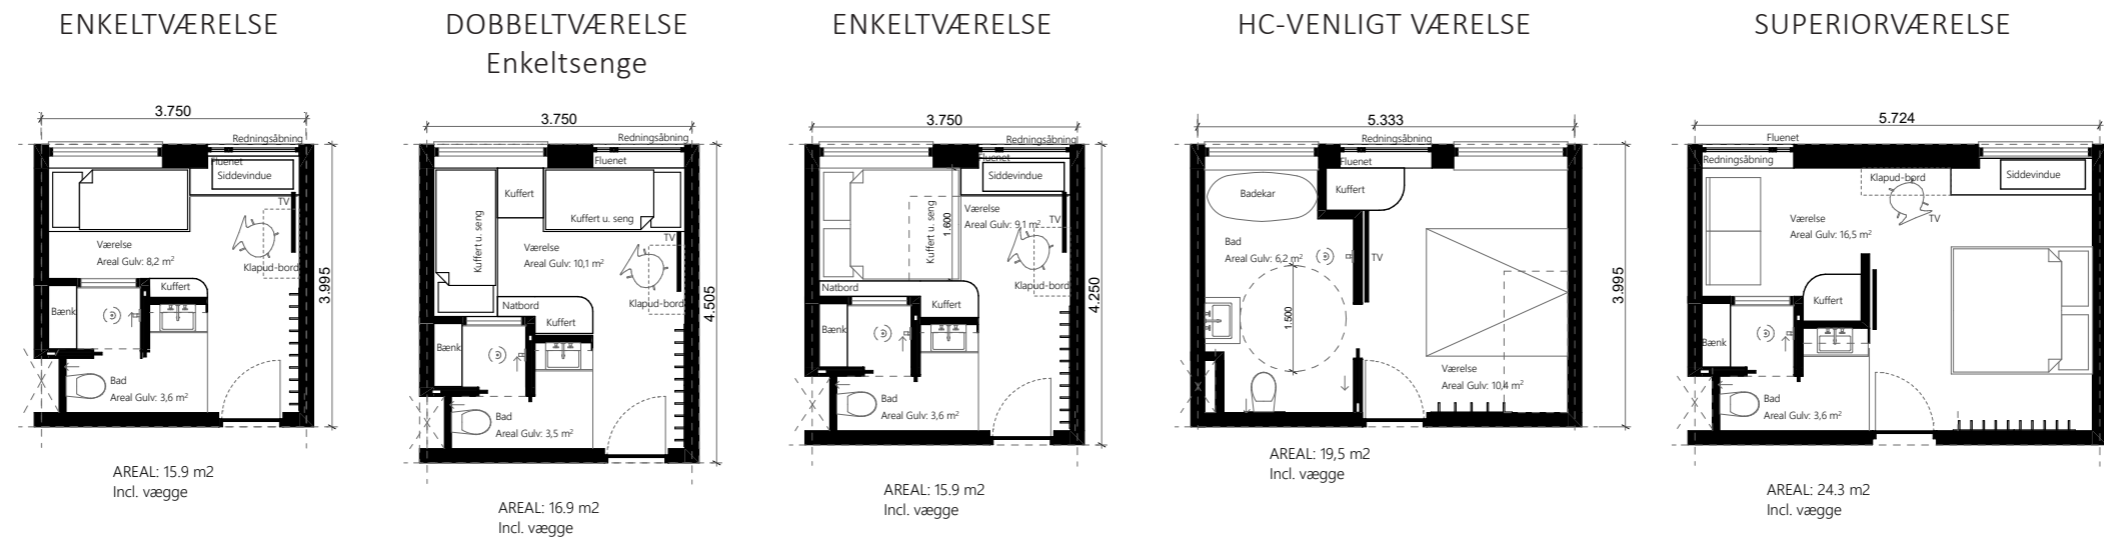 ENKELTVÆRELSE
3.750
Redningsåbning
Fluenet
Siddevindue
TV
Værelse
Areal Gulv: 8,2 m²
Klapud-bord
Kuffert
Bænk
Bad
Areal Gulv: 3,6 m²
3.995
AREAL: 15.9 m2
Incl. vægge
DOBBELTVÆRELSE
Enkeltsenge
3.750
Redningsåbning
Fluenet
Kuffert
Kuffert u. seng
Kuffert u. seng
TV
Værelse
Areal Gulv: 10,1 m²
Klapud-bord
Natbord
Kuffert
Bænk
Bad
Areal Gulv: 3,5 m²
4.505
AREAL: 16.9 m2
Incl. vægge
ENKELTVÆRELSE
3.750
Redningsåbning
Fluenet
Siddevindue
Værelse
Areal Gulv: 9,1 m²
TV
Kuffert u. seng
1.600
Klapud-bord
Natbord
Kuffert
Bænk
Bad
Areal Gulv: 3,6 m²
4.250
AREAL: 15.9 m2
Incl. vægge
HC-VENLIGT VÆRELSE
5.333
Redningsåbning
Fluenet
Badekar
Kuffert
Bad
Areal Gulv: 6,2 m²
TV
1.500
Værelse
Areal Gulv: 10,4 m²
3.995
AREAL: 19,5 m2
Incl. vægge
SUPERIORVÆRELSE
5.724
Fluenet
Redningsåbning
Klapud-bord
Siddevindue
TV
Værelse
Areal Gulv: 16,5 m²
Kuffert
Bænk
Bad
Areal Gulv: 3,6 m²
AREAL: 24.3 m2
Incl. vægge